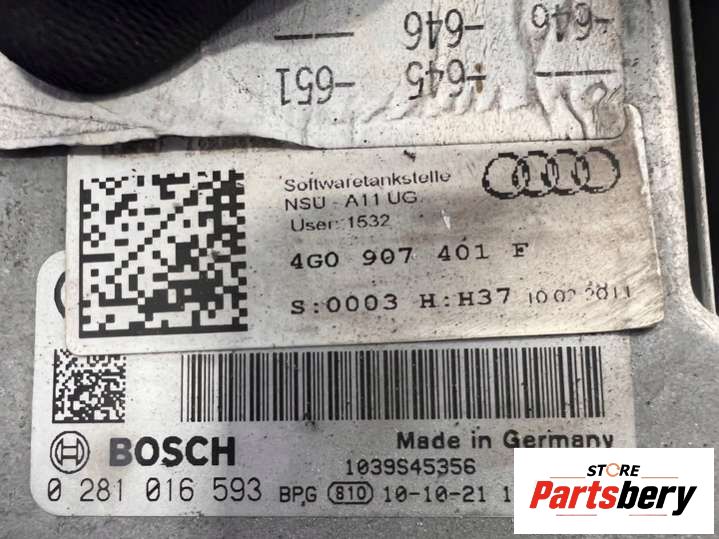 -646 -646
— -645 -651
Softwaretankstelle
NSU - A11 UG
User: 1532
4G0 907 401 F
S:0003 H:H37
BOSCH
Made in Germany
1039S45356
0 281 016 593 BPG 810 10-10-21 1
STORE
Partsbery